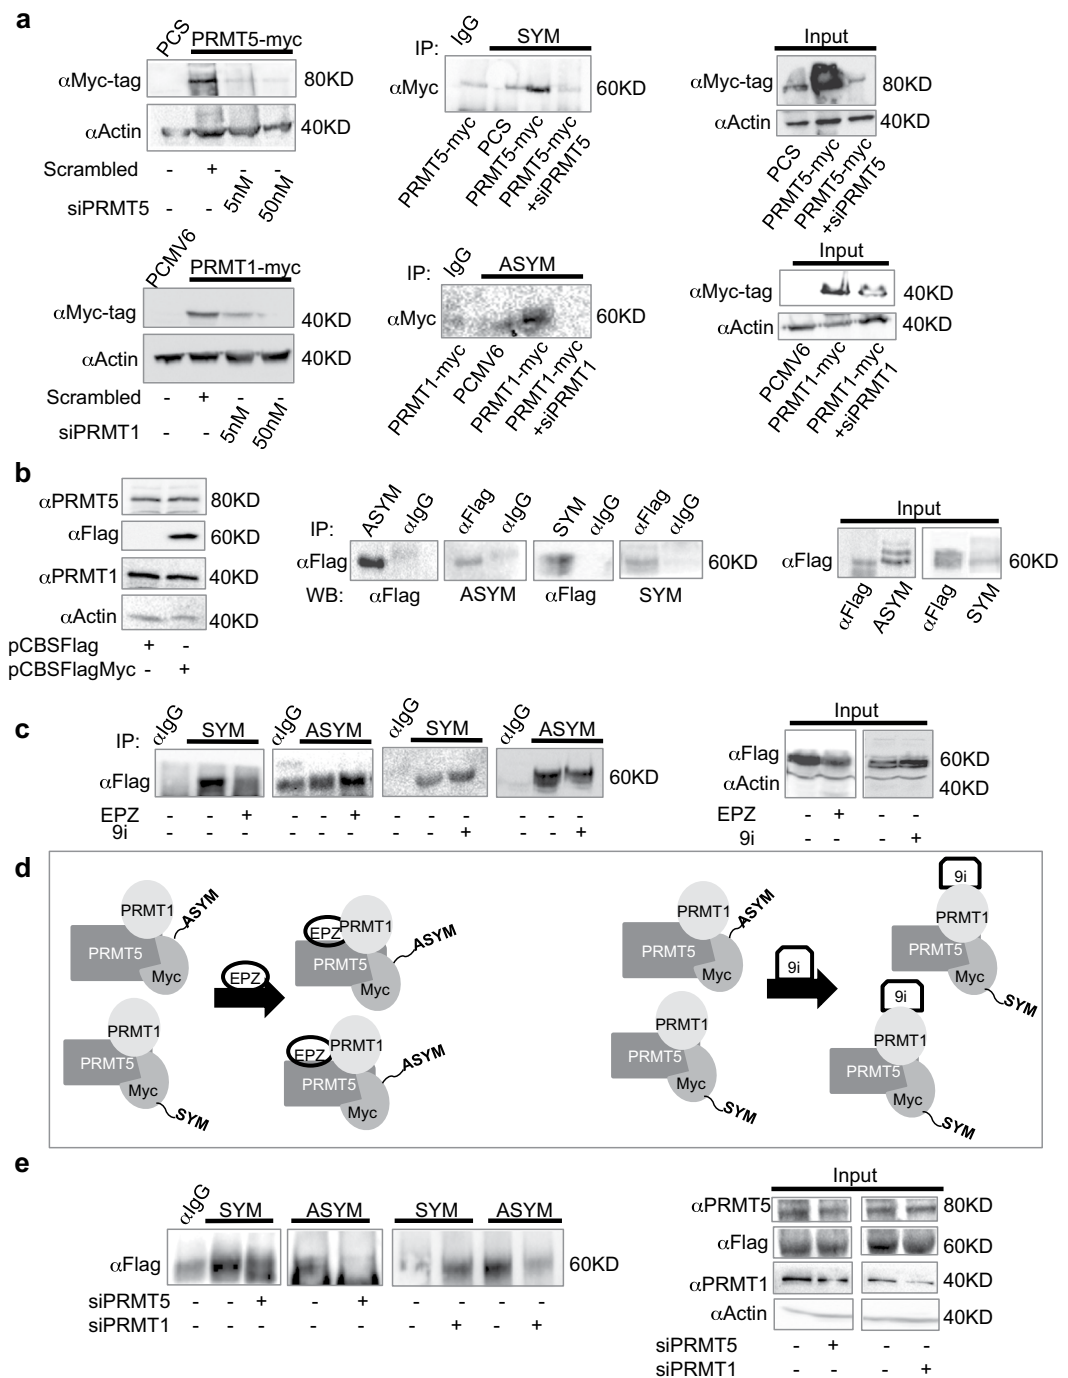 a
PCS PRMT5-myc
αMyc-tag 80KD
αActin 40KD
Scrambled - + - -
siPRMT5 - - 5nM 50nM
IP: IgG SYM
αMyc 60KD
PRMT5-myc PCS PRMT5-myc PRMT5-myc +siPRMT5
Input
αMyc-tag 80KD
αActin 40KD
PCS PRMT5-myc PRMT5-myc +siPRMT5
PCMV6 PRMT1-myc
αMyc-tag 40KD
αActin 40KD
Scrambled - + - -
siPRMT1 - - 5nM 50nM
IP: IgG ASYM
αMyc 60KD
PRMT1-myc PCMV6 PRMT1-myc PRMT1-myc +siPRMT1
Input
αMyc-tag 40KD
αActin 40KD
PCMV6 PRMT1-myc PRMT1-myc +siPRMT1
b
αPRMT5 80KD
αFlag 60KD
αPRMT1 40KD
αActin 40KD
pCBSFlag + -
pCBSFlagMyc - +
IP: ASYM αIgG αFlag αIgG SYM αIgG αFlag αIgG
αFlag 60KD
WB: αFlag ASYM αFlag SYM
Input
αFlag 60KD
αFlag ASYM αFlag SYM
c
IP: αIgG SYM αIgG ASYM αIgG SYM αIgG ASYM
αFlag 60KD
EPZ - - + - - + - - - - - -
9i - - - - - - - - + - - +
Input
αFlag 60KD
αActin 40KD
EPZ - + - -
9i - - - +
d
PRMT1 ASYM
PRMT5
Myc
PRMT1
PRMT5
Myc
SYM
EPZ
EPZ PRMT1 ASYM
PRMT5
Myc
EPZ PRMT1 ASYM
PRMT5
Myc
PRMT1 ASYM
PRMT5
Myc
PRMT1
PRMT5
Myc
SYM
9i
9i
PRMT1
PRMT5
Myc
SYM
9i
PRMT1
PRMT5
Myc
SYM
e
αIgG SYM ASYM SYM ASYM
αFlag 60KD
siPRMT5 - - + - + - - - -
siPRMT1 - - - - - - + - +
Input
αPRMT5 80KD
αFlag 60KD
αPRMT1 40KD
αActin 40KD
siPRMT5 - + - -
siPRMT1 - - - +